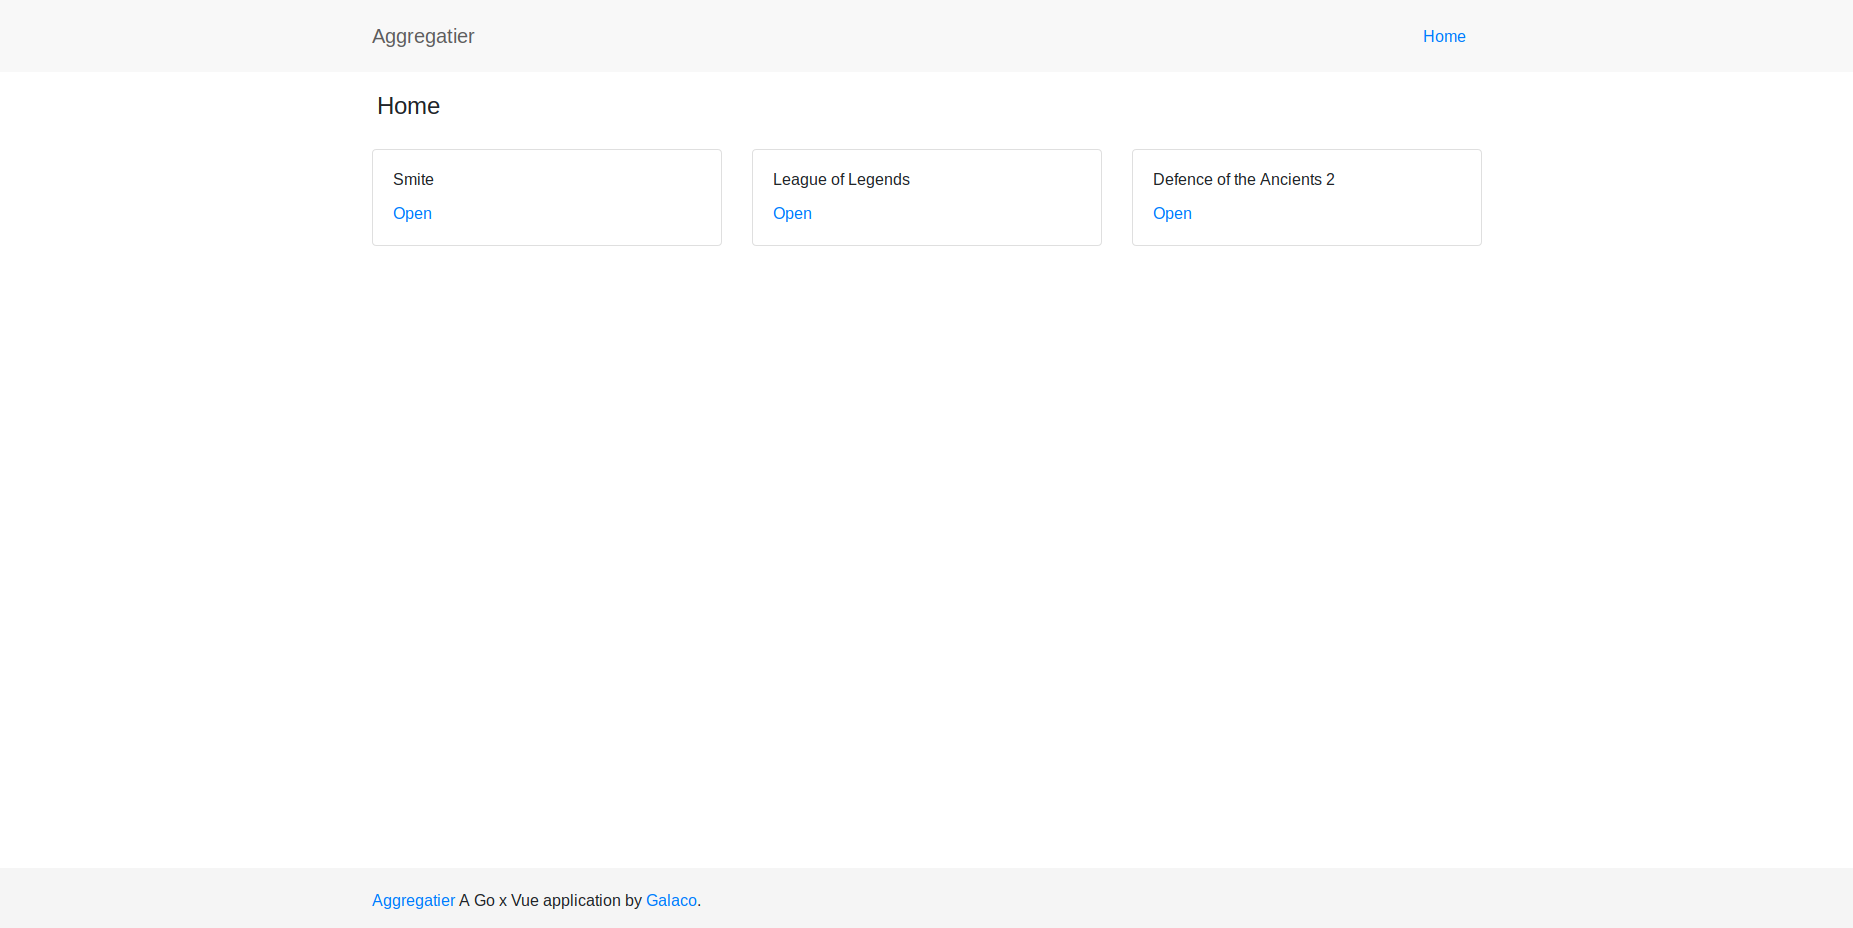 Aggregatier Home
Home
Smite
Open
League of Legends
Open
Defence of the Ancients 2
Open
Aggregatier A Go x Vue application by Galaco.